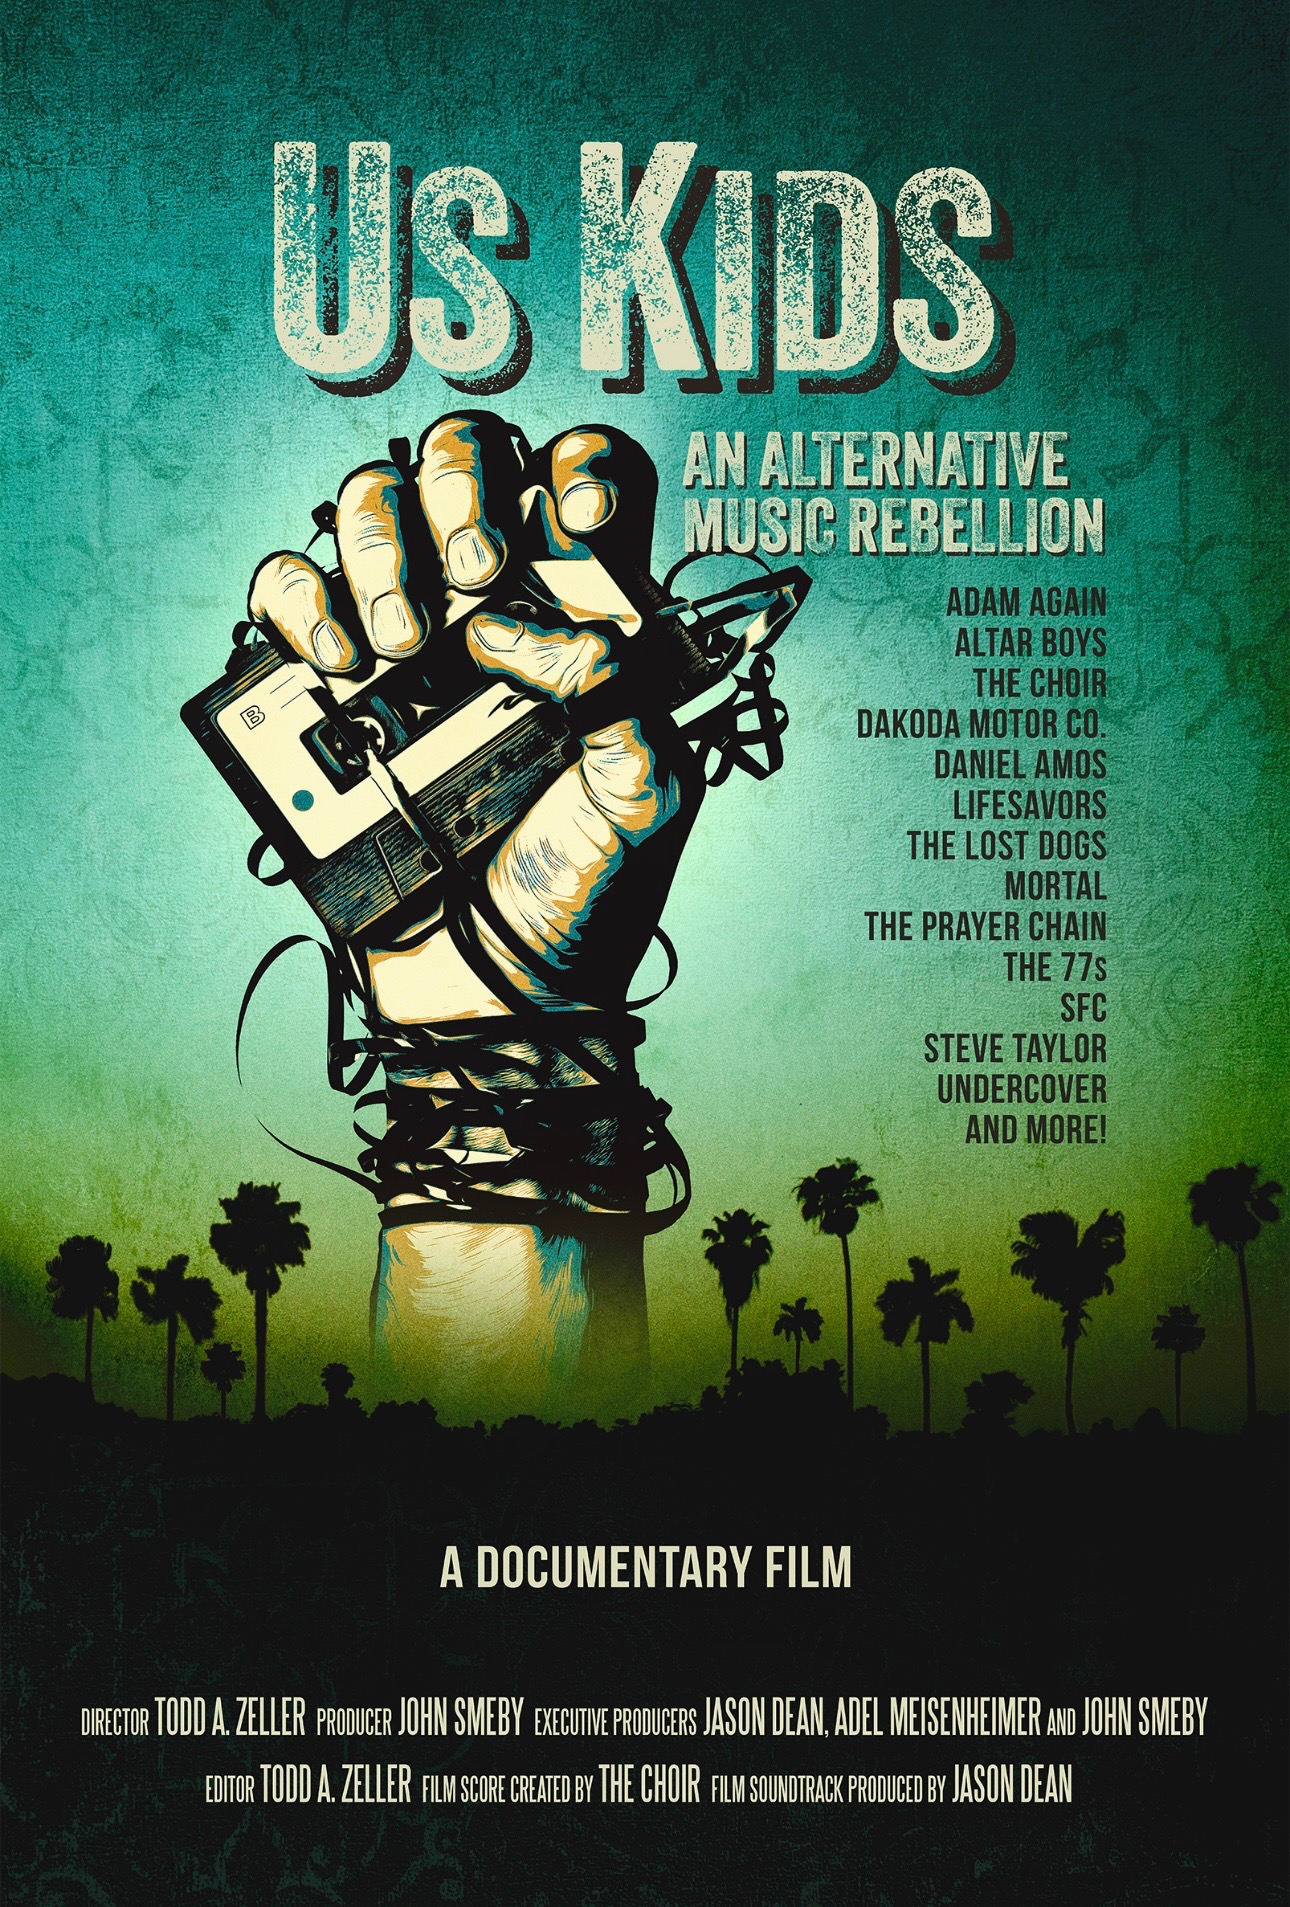 Us Kids
AN ALTERNATIVE
MUSIC REBELLION
ADAM AGAIN
ALTAR BOYS
THE CHOIR
DAKODA MOTOR CO.
DANIEL AMOS
LIFESAVORS
THE LOST DOGS
MORTAL
THE PRAYER CHAIN
THE 77s
SFC
STEVE TAYLOR
UNDERCOVER
AND MORE!
B
A DOCUMENTARY FILM
DIRECTOR TODD A. ZELLER PRODUCER JOHN SMEBY EXECUTIVE PRODUCERS JASON DEAN, ADEL MEISENHEIMER AND JOHN SMEBY
EDITOR TODD A. ZELLER FILM SCORE CREATED BY THE CHOIR FILM SOUNDTRACK PRODUCED BY JASON DEAN